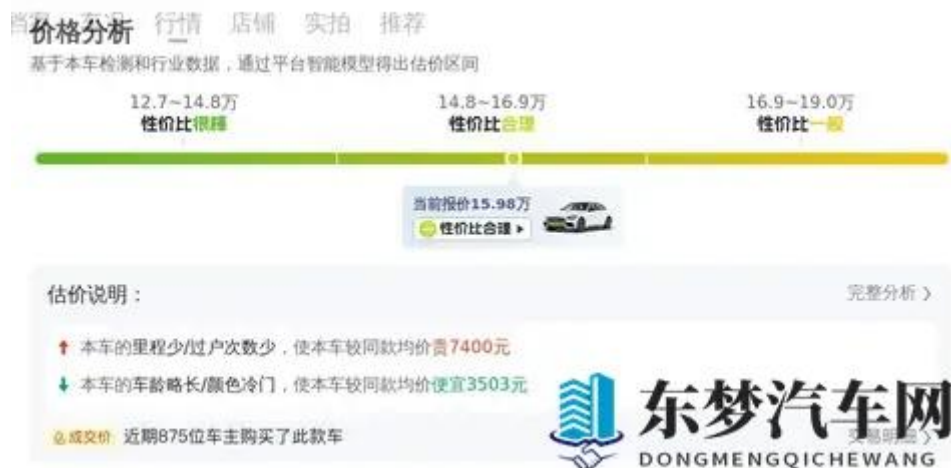 档案 车况 行情 店铺 实拍 推荐
价格分析
基于本车检测和行业数据，通过平台智能模型得出估价区间
12.7~14.8万 14.8~16.9万 16.9~19.0万
性价比很棒 性价比合理 性价比一般
当前报价15.98万
性价比合理
估价说明：
完整分析
本车的里程少/过户次数少，使本车较同款均价贵7400元
本车的车龄略长/颜色冷门，使本车较同款均价便宜3503元
成交价 近期875位车主购买了此款车
交易明细
东梦汽车网
DONGMENGQICHEWANG